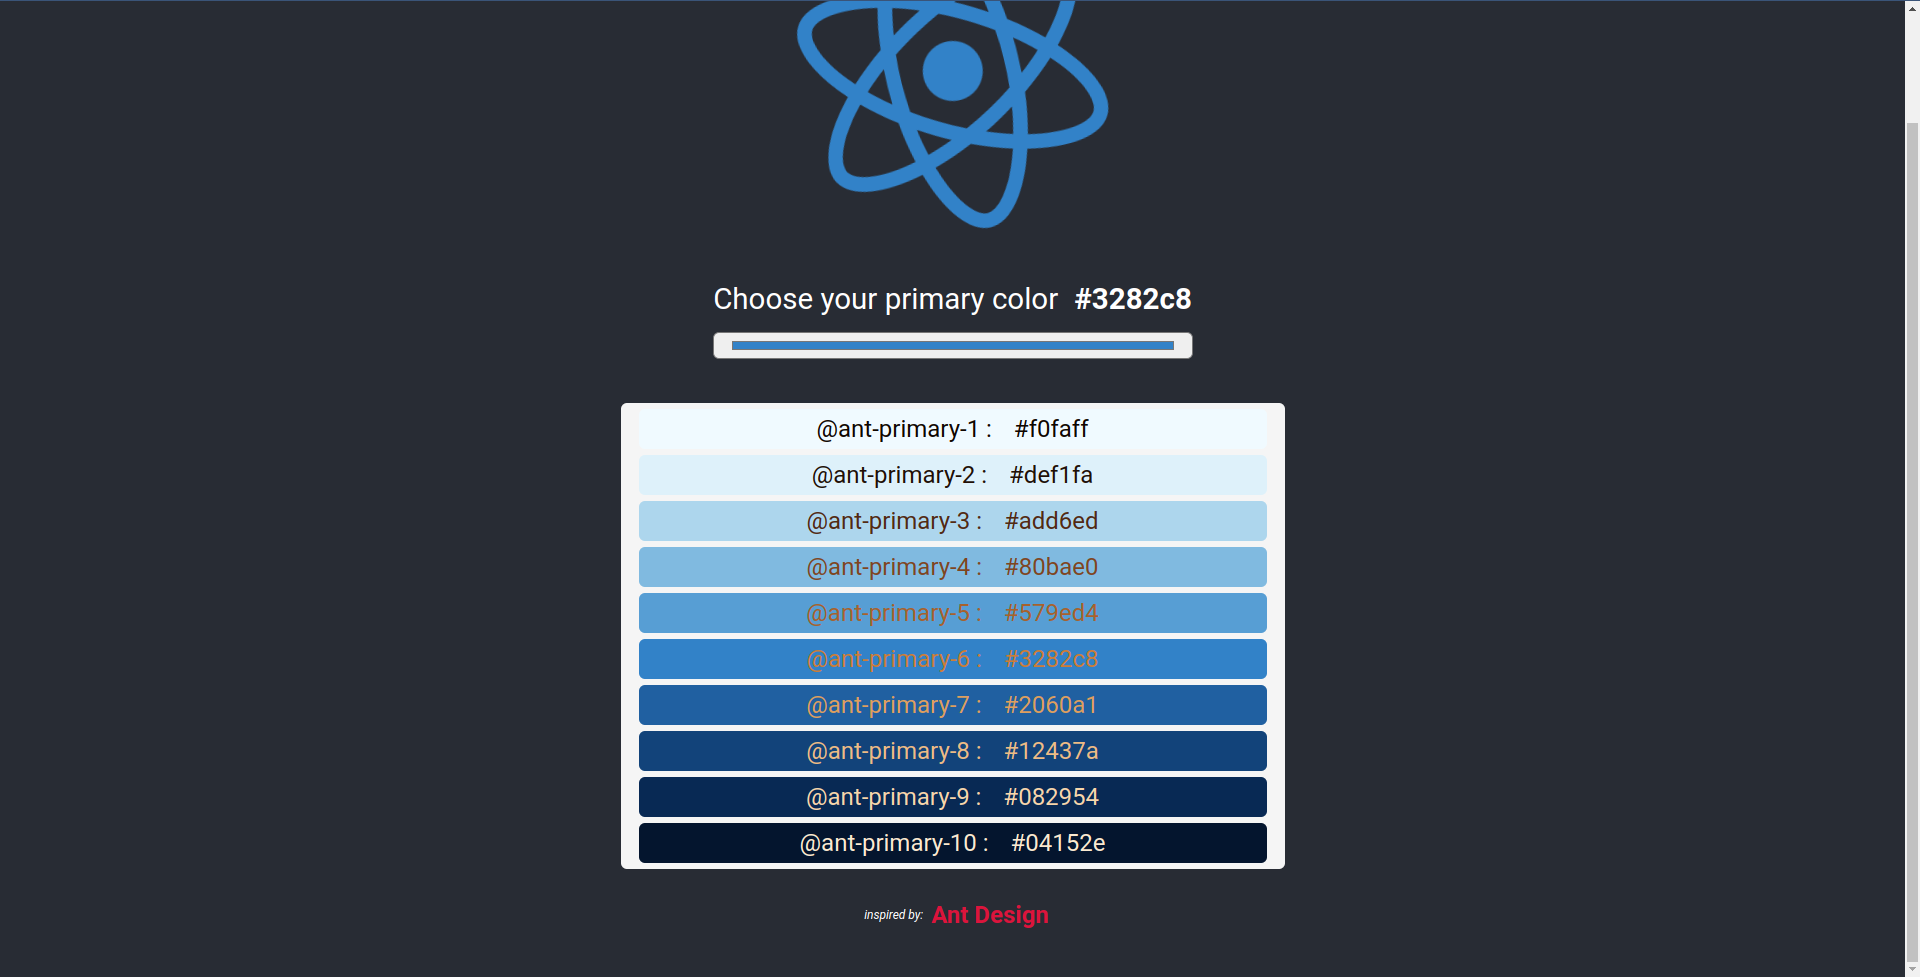 Choose your primary color #3282c8
@ant-primary-1 : #f0faff
@ant-primary-2 : #def1fa
@ant-primary-3 : #add6ed
@ant-primary-4 : #80bae0
@ant-primary-5 : #579ed4
@ant-primary-6 : #3282c8
@ant-primary-7 : #2060a1
@ant-primary-8 : #12437a
@ant-primary-9 : #082954
@ant-primary-10 : #04152e
inspired by: Ant Design